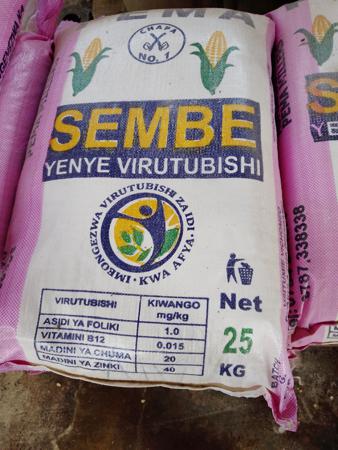 CHAPA
NO. 1
SEMBE
YENYE VIRUTUBISHI
IMEONGEZWA VIRUTUBISHI ZAIDI
KWA AFYA
VIRUTUBISHI KIWANGO mg/kg
ASIDI YA FOLIKI 1.0
VITAMINI B12 0.015
MADINI YA CHUMA 20
MADINI YA ZINKI 40
Net
25
KG